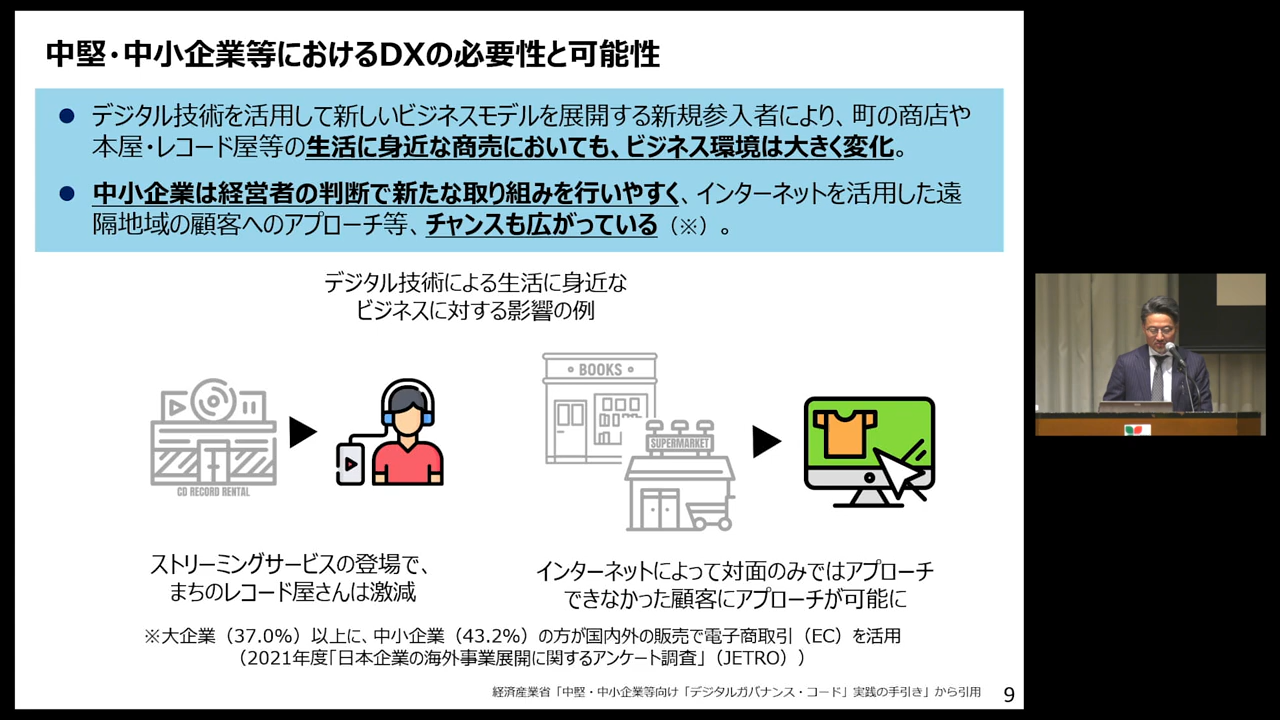 中堅・中小企業等におけるDXの必要性と可能性
● デジタル技術を活用して新しいビジネスモデルを展開する新規参入者により、町の商店や
本屋・レコード屋等の生活に身近な商売においても、ビジネス環境は大きく変化。
● 中小企業は経営者の判断で新たな取り組みを行いやすく、インターネットを活用した遠
隔地域の顧客へのアプローチ等、チャンスも広がっている（※）。
デジタル技術による生活に身近な
ビジネスに対する影響の例
CD RECORD RENTAL
BOOKS
SUPERMARKET
ストリーミングサービスの登場で、
まちのレコード屋さんは激減
インターネットによって対面のみではアプローチ
できなかった顧客にアプローチが可能に
※大企業（37.0%）以上に、中小企業（43.2%）の方が国内外の販売で電子商取引（EC）を活用
（2021年度「日本企業の海外事業展開に関するアンケート調査」（JETRO））
経済産業省「中堅・中小企業等向け「デジタルガバナンス・コード」実践の手引き」から引用
9